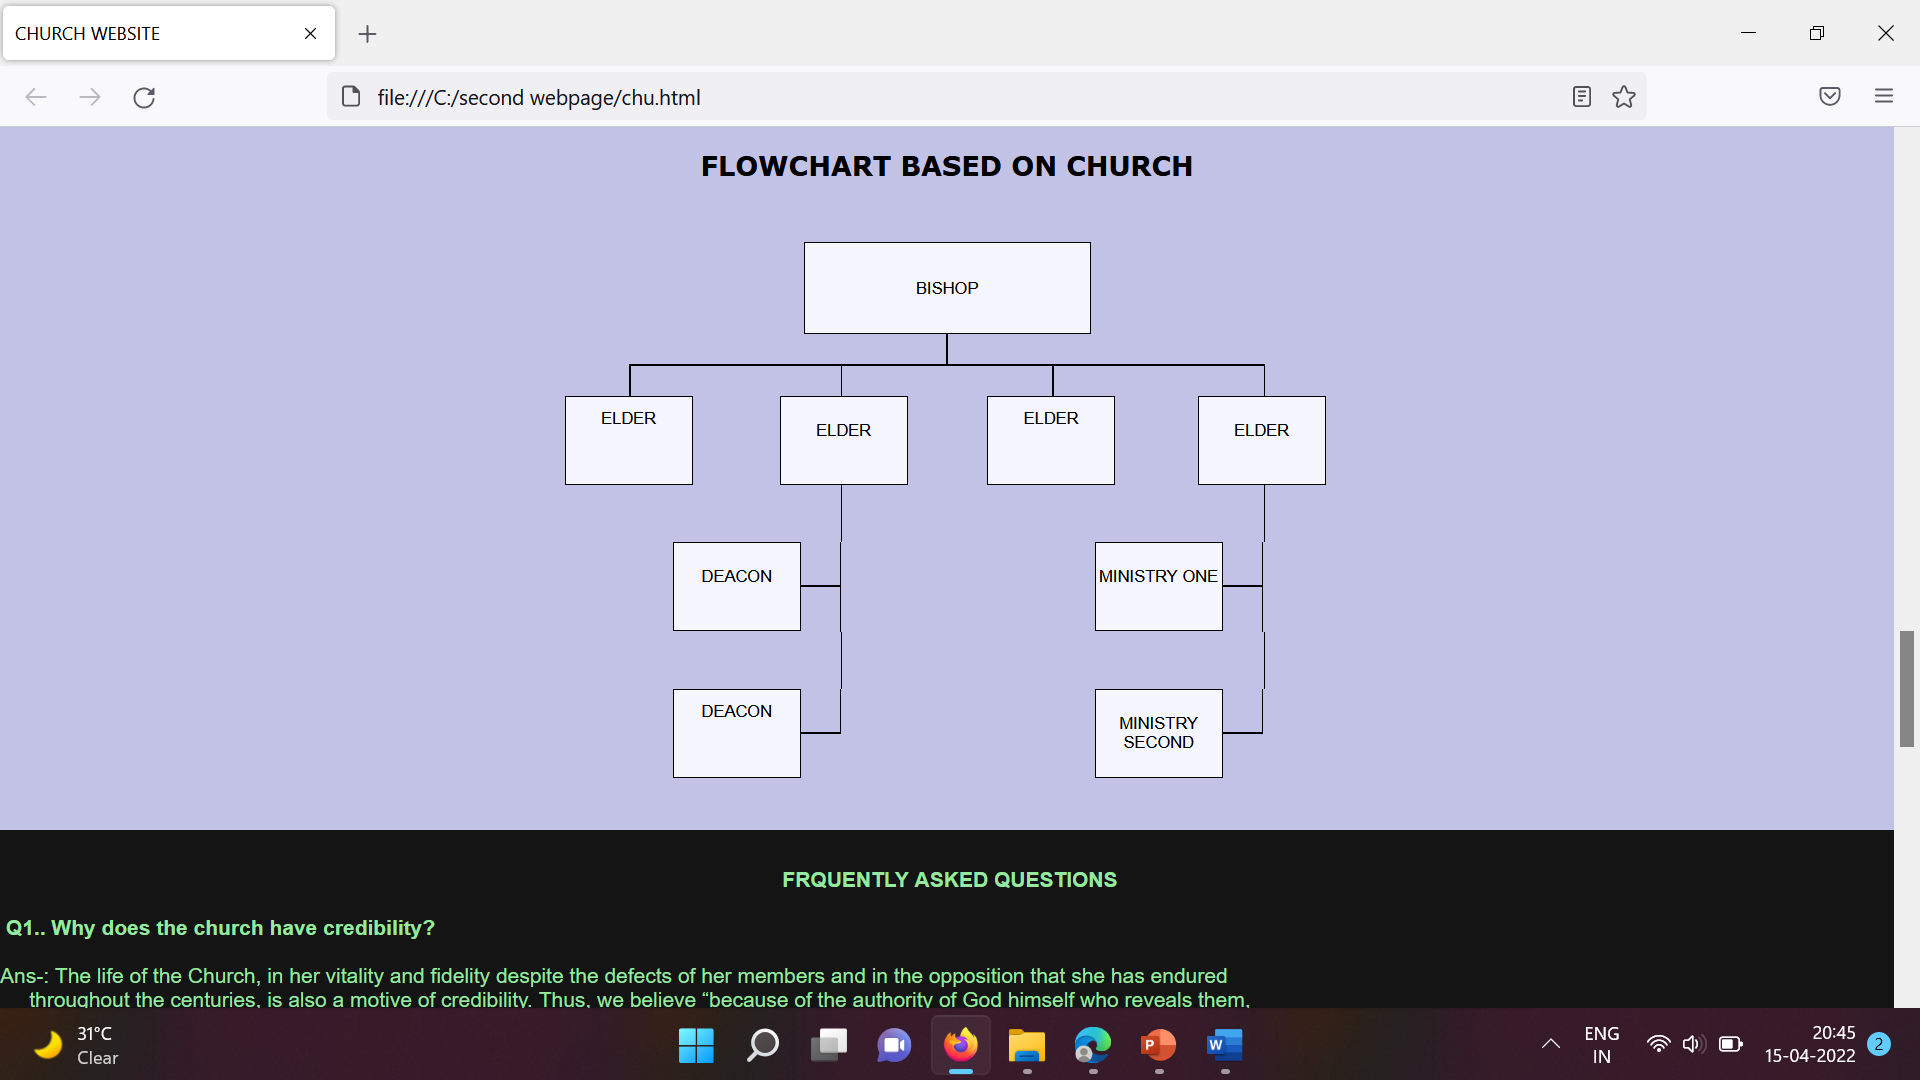 CHURCH WEBSITE
file:///C:/second webpage/chu.html
FLOWCHART BASED ON CHURCH
BISHOP
ELDER
ELDER
ELDER
ELDER
DEACON
MINISTRY ONE
DEACON
MINISTRY
SECOND
FRQUENTLY ASKED QUESTIONS
Q1.. Why does the church have credibility?
Ans-: The life of the Church, in her vitality and fidelity despite the defects of her members and in the opposition that she has endured
throughout the centuries, is also a motive of credibility. Thus, we believe “because of the authority of God himself who reveals them,
31°C
Clear
P
W
ENG
IN
20:45
15-04-2022
2